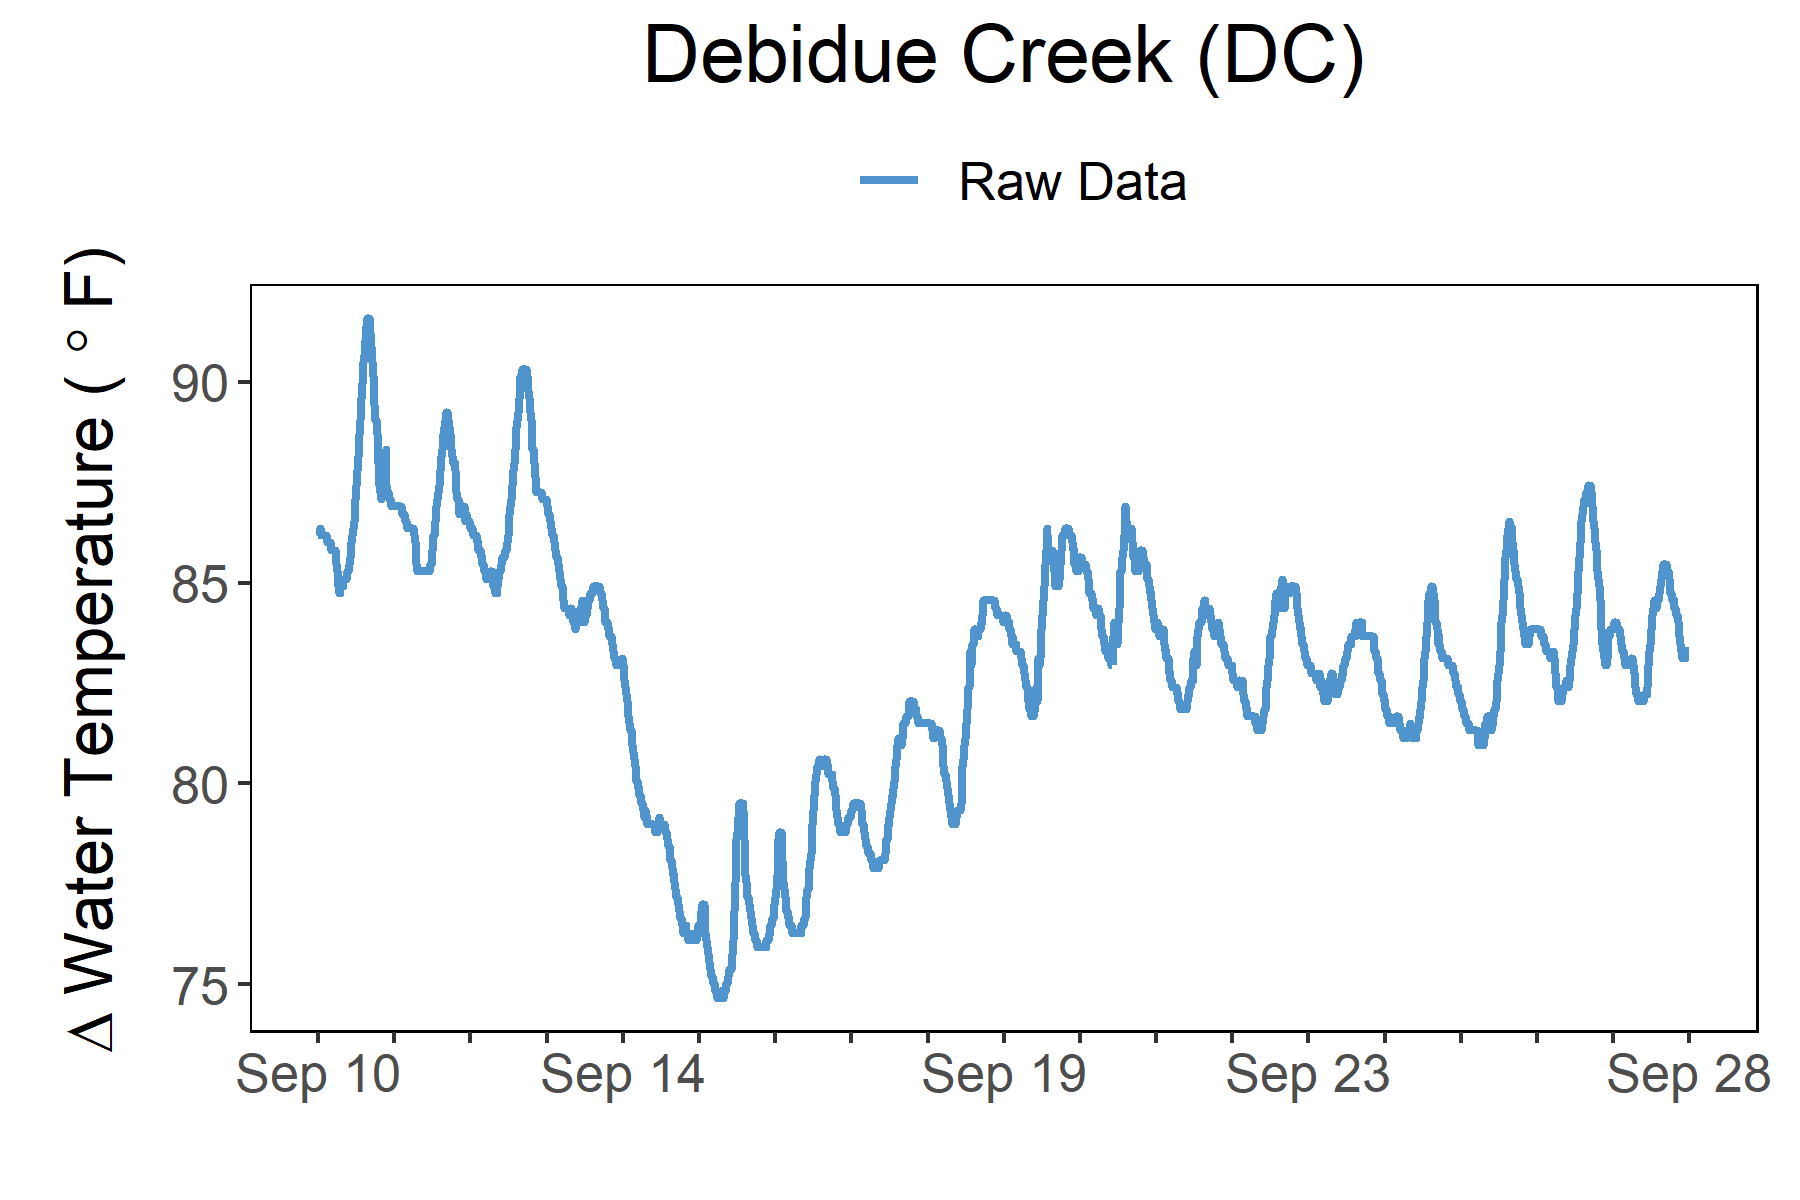 Debidue Creek (DC)
Raw Data
Δ Water Temperature ( ° F)
90
85
80
75
Sep 10
Sep 14
Sep 19
Sep 23
Sep 28